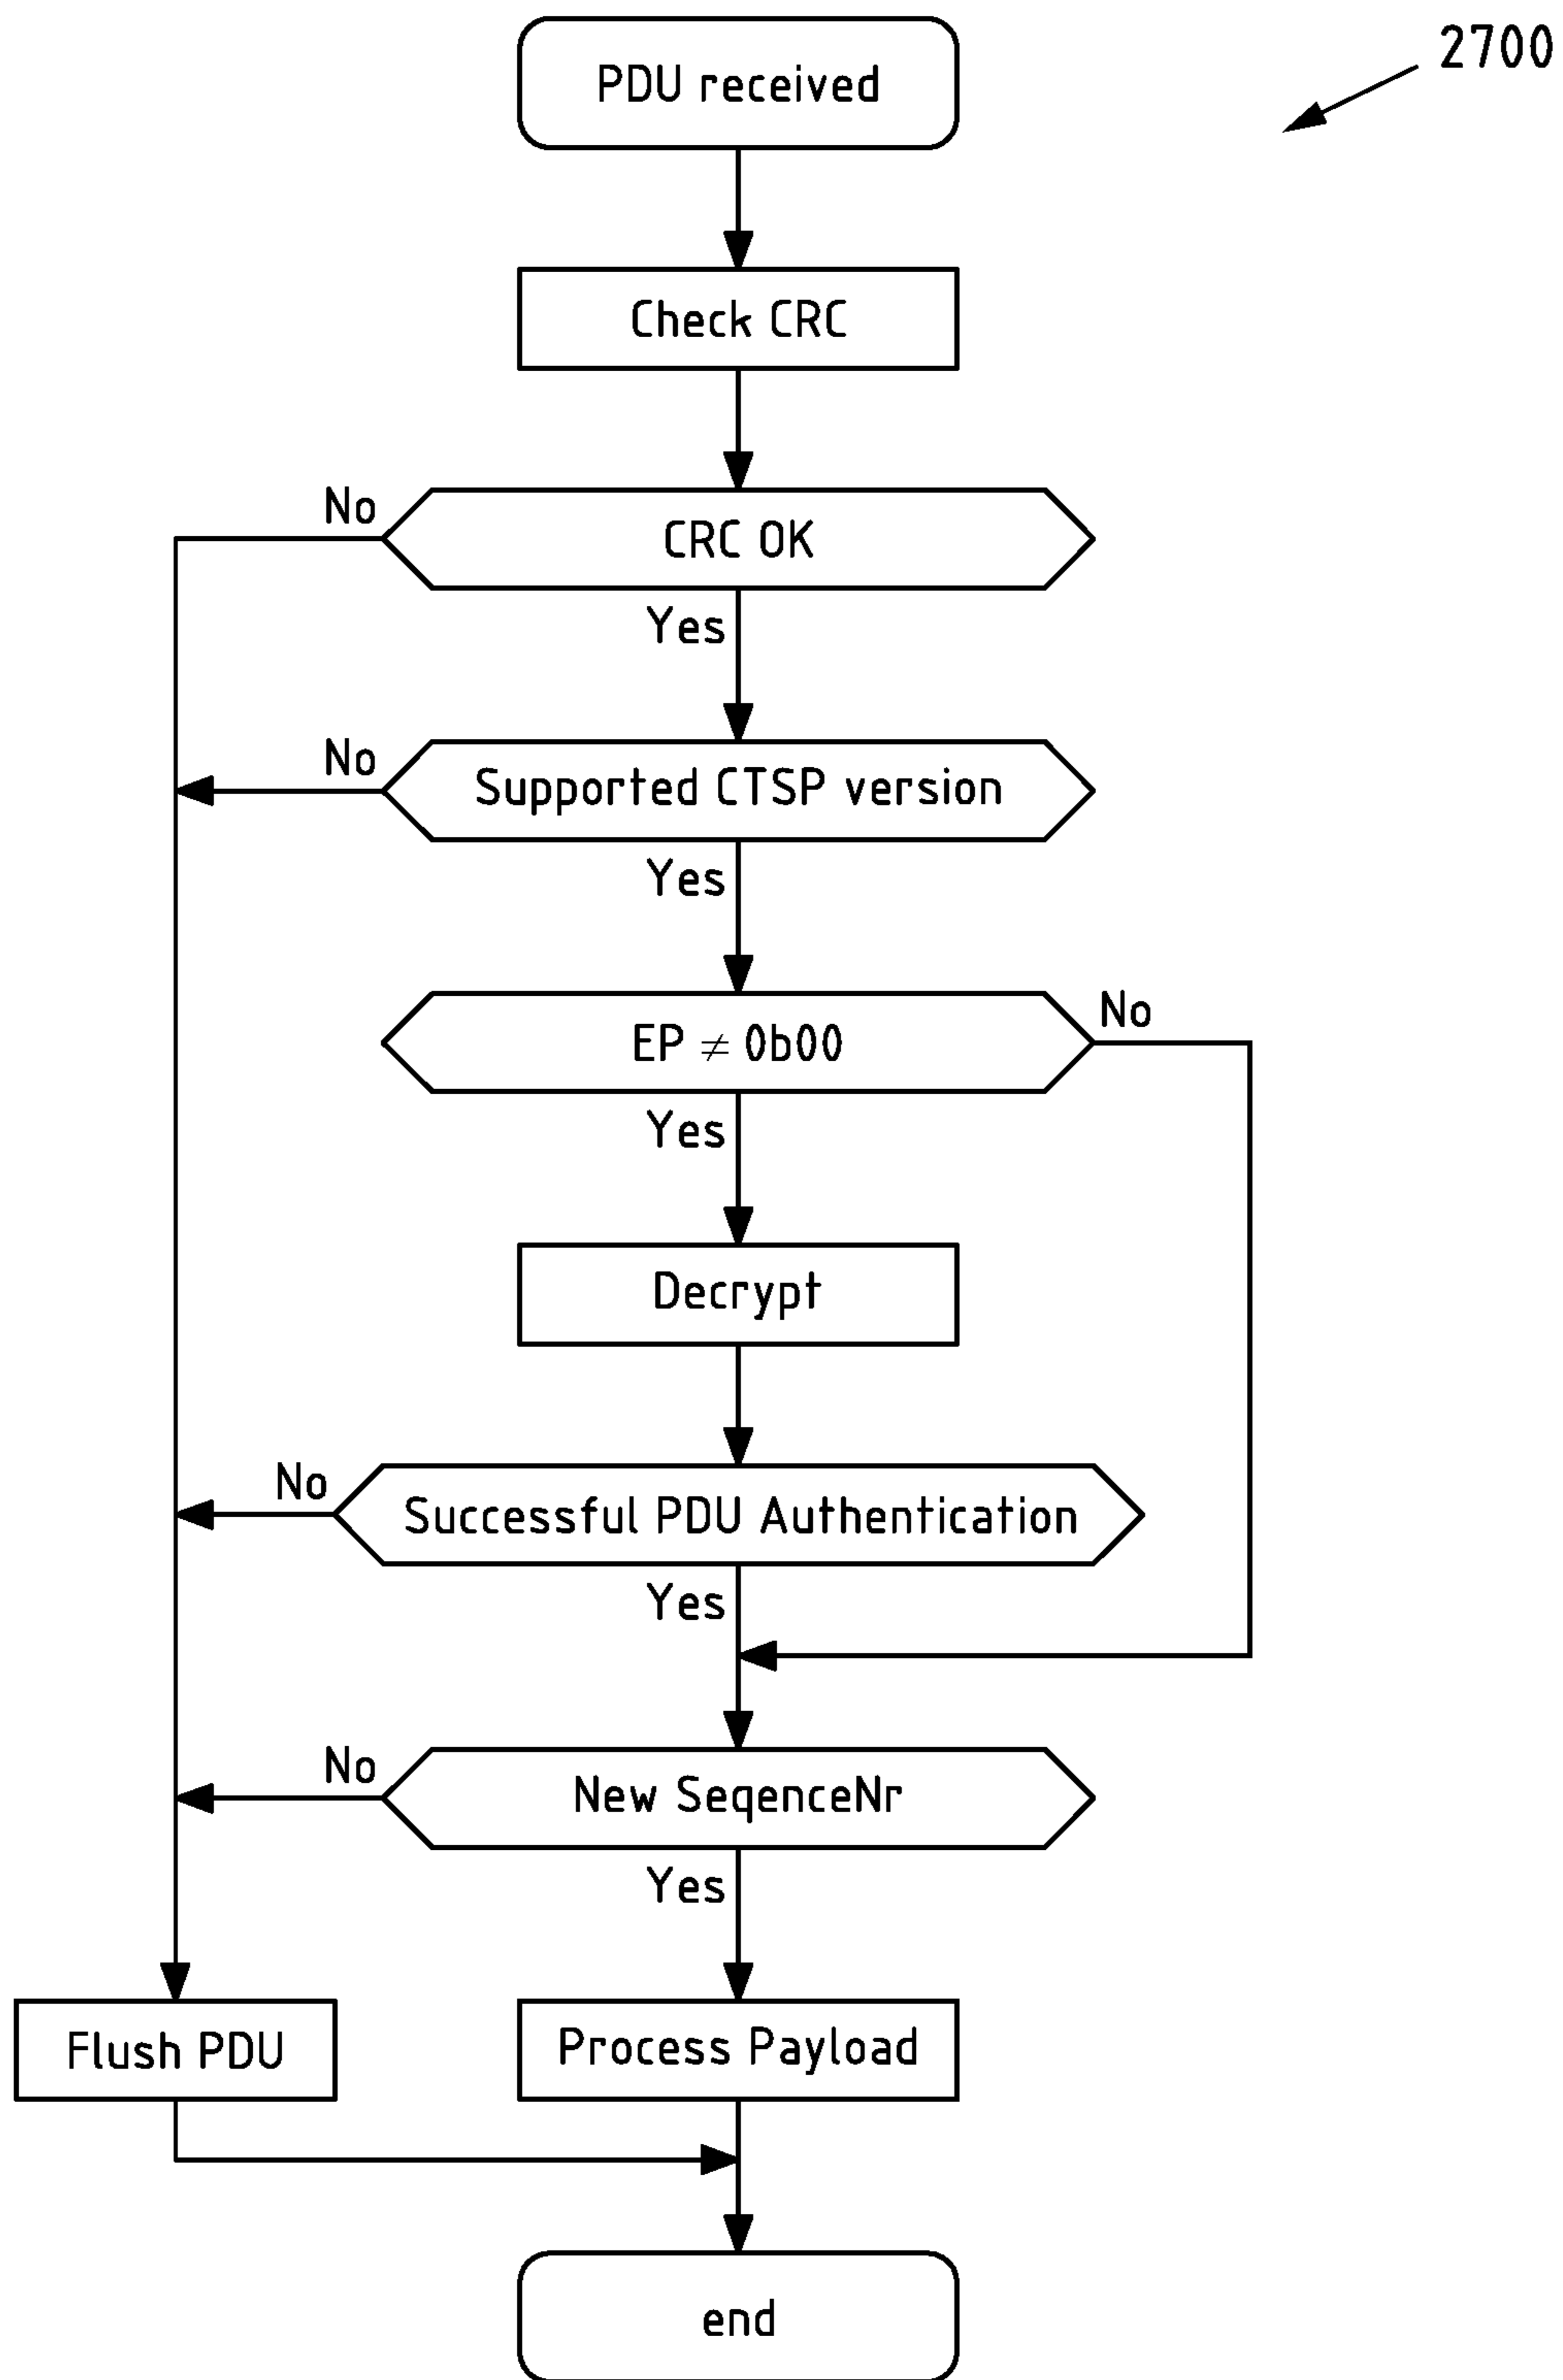 2700
PDU received
Check CRC
No
CRC OK
Yes
No
Supported CTSP version
Yes
No
EP ≠ 0b00
Yes
Decrypt
No
Successful PDU Authentication
Yes
No
New SeqenceNr
Yes
Flush PDU
Process Payload
end